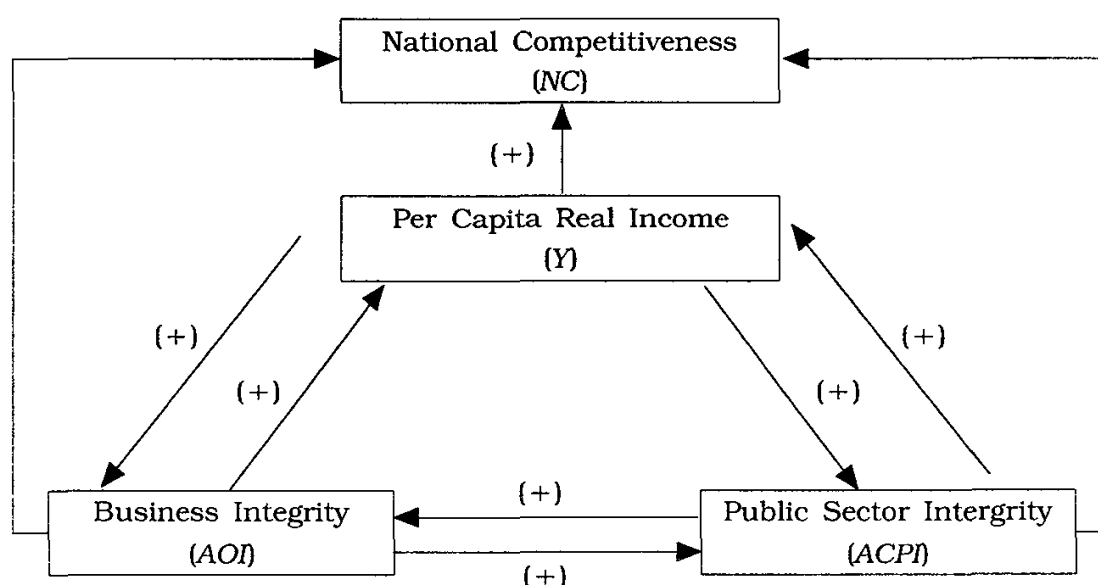 National Competitiveness
(NC)
(+)
Per Capita Real Income
(Y)
(+)
(+)
(+)
(+)
(+)
Business Integrity
(AOI)
Public Sector Intergrity
(ACPI)
(+)